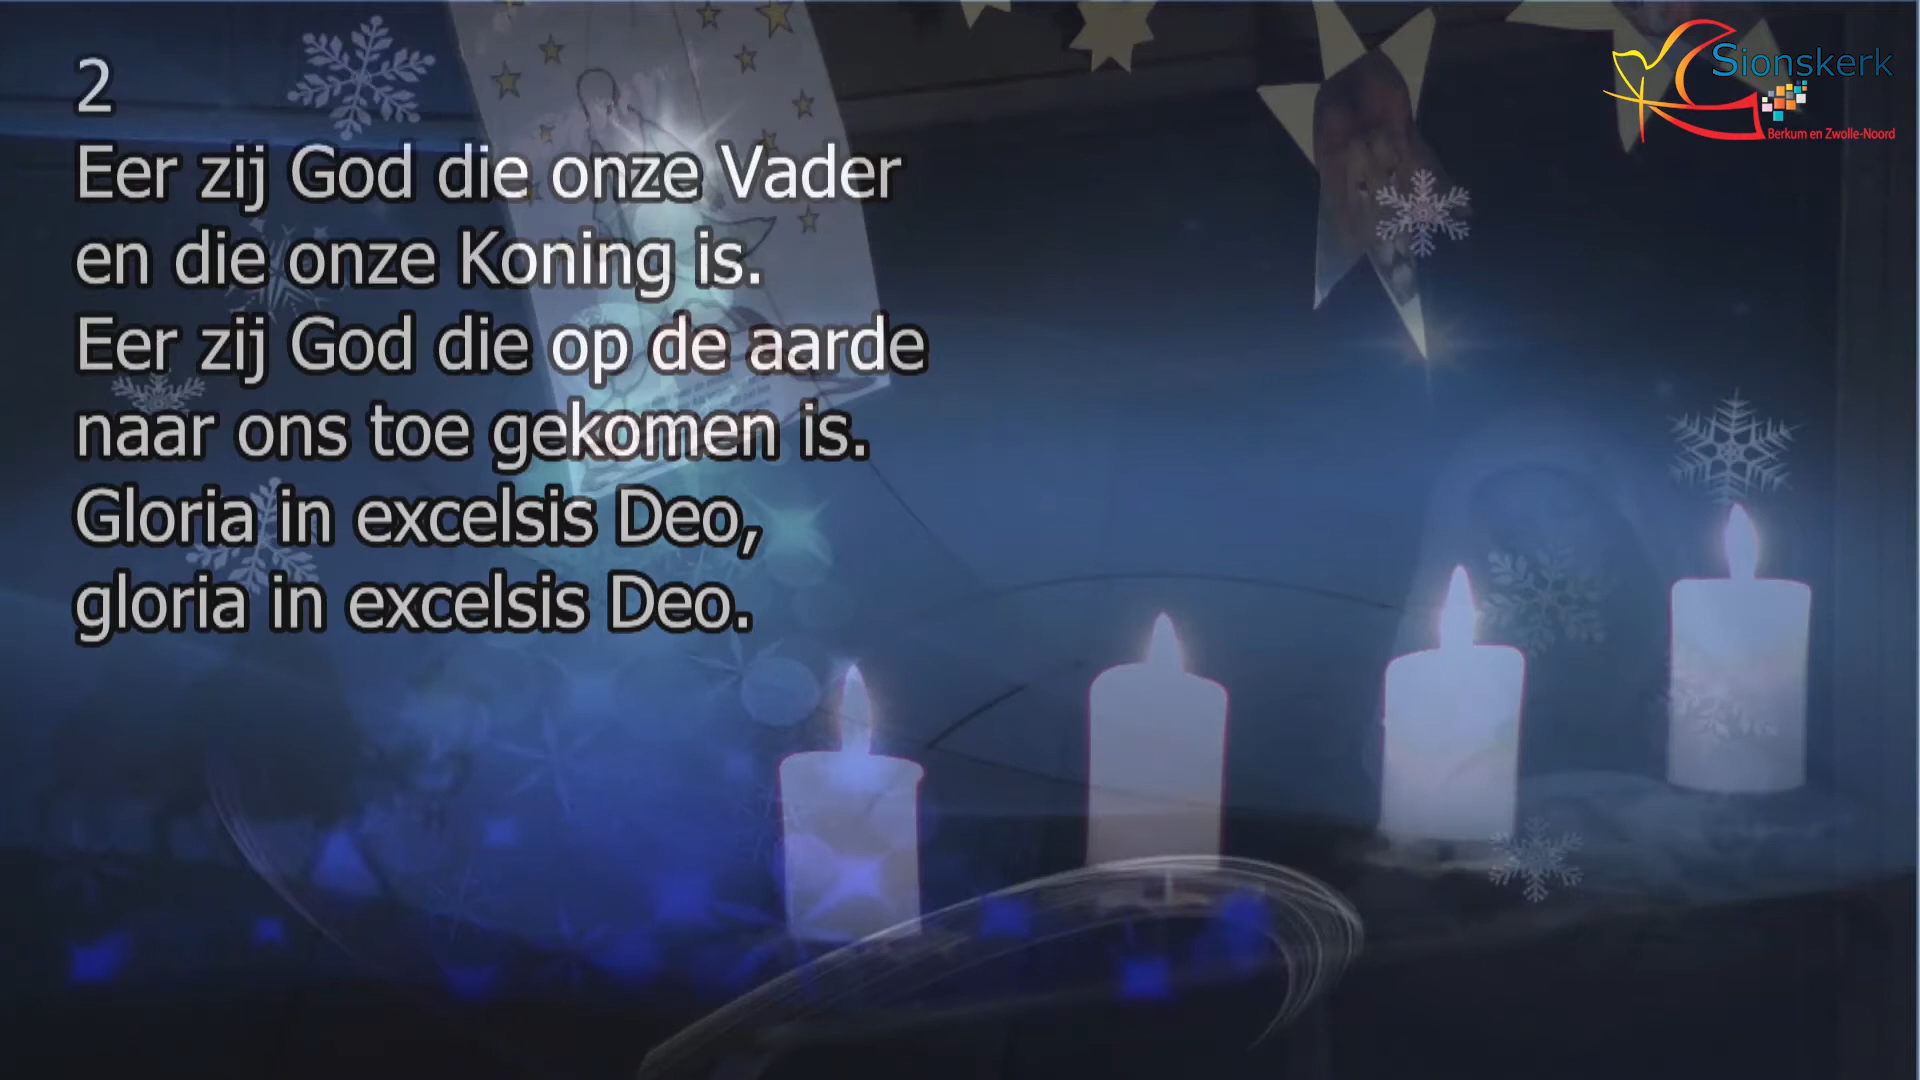 2
Eer zij God die onze Vader
en die onze Koning is.
Eer zij God die op de aarde
naar ons toe gekomen is.
Gloria in excelsis Deo,
gloria in excelsis Deo.
Sionskerk
Berkum en Zwolle-Noord